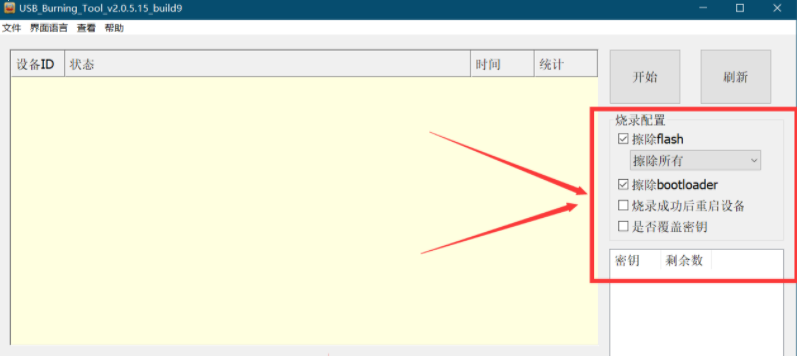 USB_Burning_Tool_v2.0.5.15_build9
文件 界面语言 查看 帮助
设备ID 状态 时间 统计
开始 刷新
烧录配置
擦除flash
擦除所有
擦除bootloader
烧录成功后重启设备
是否覆盖密钥
密钥 剩余数